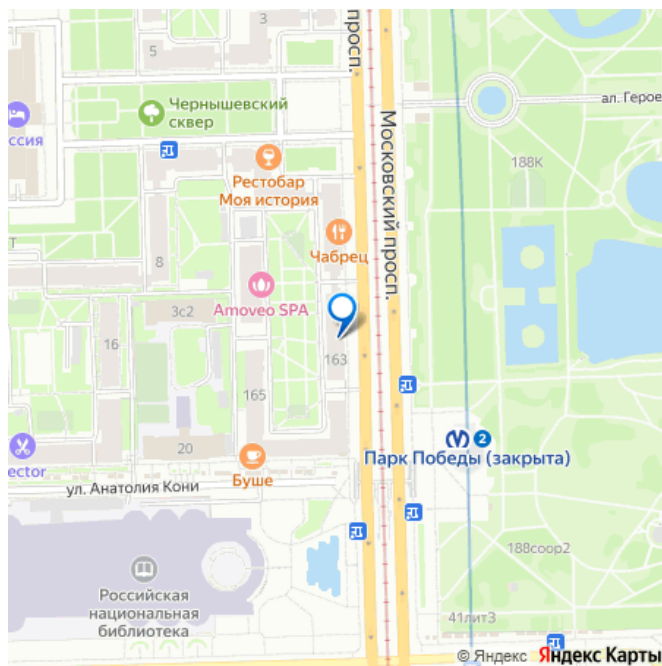 3
просп.
5
Чернышевский
сквер
ал. Герое
ссия
Московский просп.
188К
Рестобар
Моя история
Т
Чабрец
8
Amoveo SPA
3с2
16
163
165
20
2
Парк Победы (закрыта)
ector
Буше
ул. Анатолия Кони
188соор2
Российская
национальная
библиотека
41лит3
© Яндекс Яндекс Карты